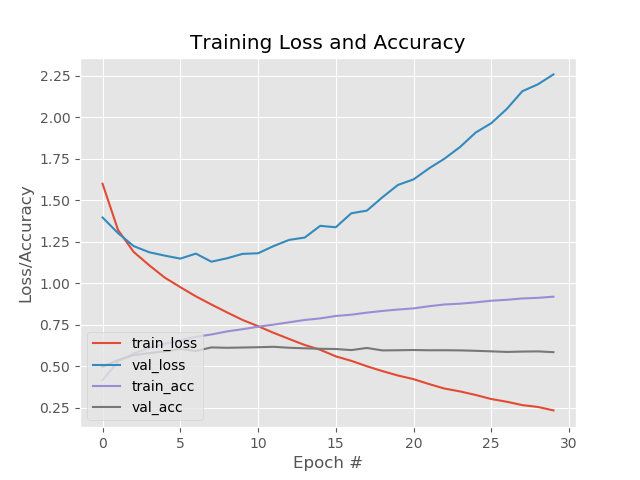 Training Loss and Accuracy
Loss/Accuracy
2.25
2.00
1.75
1.50
1.25
1.00
0.75
0.50
0.25
train_loss
val_loss
train_acc
val_acc
0 5 10 15 20 25 30
Epoch #